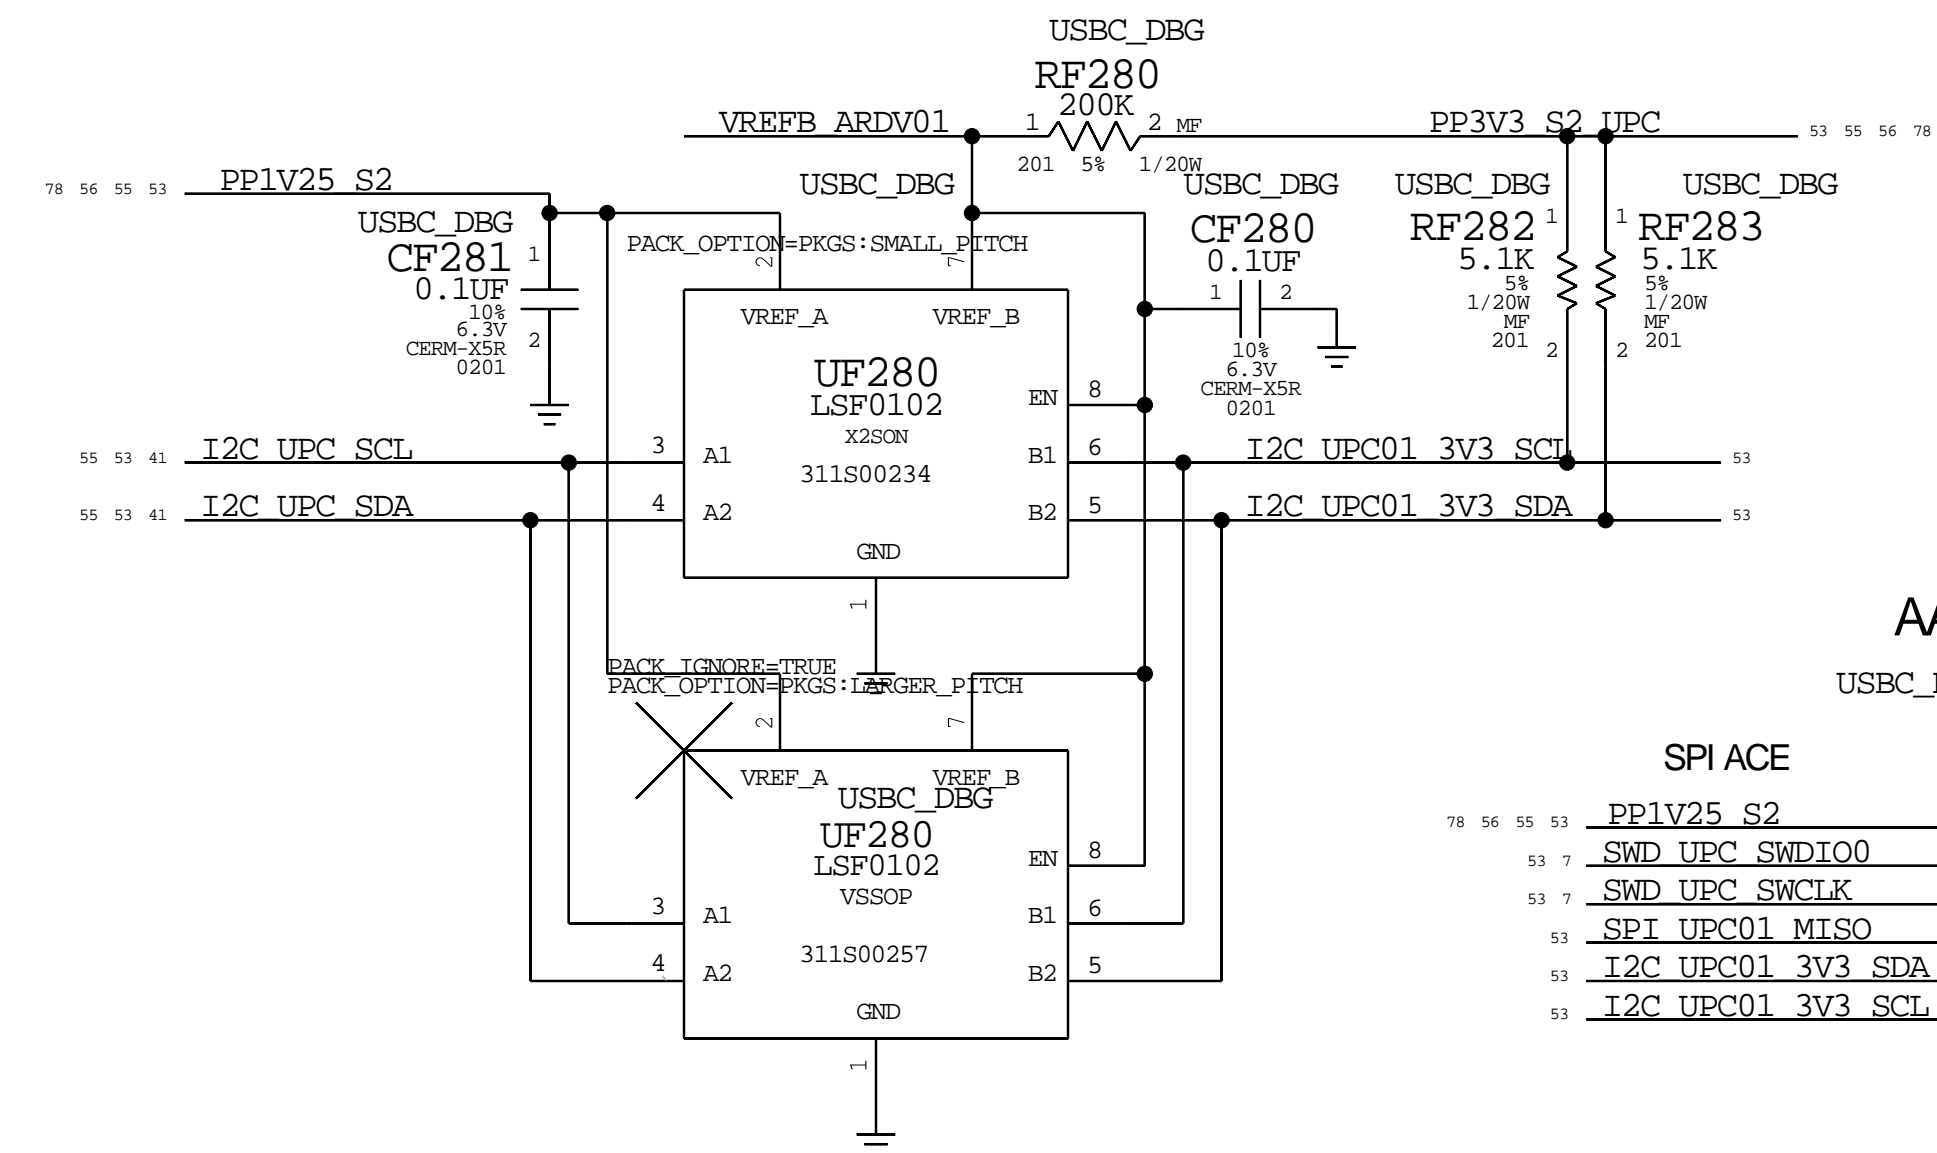 USBC_DBG
RF280
200K
VREFB_ARDV01
1
2 MF
PP3V3_S2_UPC
53 55 56 78
201
5%
1/20W
78 56 55 53
PP1V25_S2
USBC_DBG
USBC_DBG
USBC_DBG
USBC_DBG
USBC_DBG
CF281
1
0.1UF
10%
6.3V
2
CERM-X5R
0201
PACK_OPTION=PKGS:SMALL_PITCH
2
7
CF280
0.1UF
1
2
10%
6.3V
CERM-X5R
0201
RF282
1
5.1K
5%
1/20W
MF
201
2
1
RF283
5.1K
5%
1/20W
MF
201
2
VREF_A
VREF_B
UF280
LSF0102
X2SON
311S00234
EN
8
55 53 41
I2C_UPC_SCL
3
A1
B1
6
I2C_UPC01_3V3_SCL
53
55 53 41
I2C_UPC_SDA
4
A2
B2
5
I2C_UPC01_3V3_SDA
53
GND
1
AA
USBC_
PACK_IGNORE=TRUE
PACK_OPTION=PKGS:LARGER_PITCH
2
7
VREF_A
VREF_B
USBC_DBG
UF280
LSF0102
VSSOP
311S00257
EN
8
3
A1
B1
6
4
A2
B2
5
GND
1
SPI ACE
78 56 55 53
PP1V25_S2
53 7
SWD_UPC_SWDIO0
53 7
SWD_UPC_SWCLK
53
SPI_UPC01_MISO
53
I2C_UPC01_3V3_SDA
53
I2C_UPC01_3V3_SCL